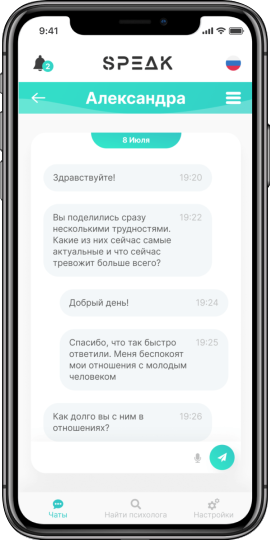 9:41
2
SPEAK
Александра
8 Июля
Здравствуйте! 19:20
Вы поделились сразу 19:22
несколькими трудностями.
Какие из них сейчас самые
актуальные и что сейчас
тревожит больше всего?
Добрый день! 19:24
Спасибо, что так быстро 19:25
ответили. Меня беспокоят
мои отношения с молодым
человеком
Как долго вы с ним в 19:26
отношениях?
Чаты Найти психолога Настройки